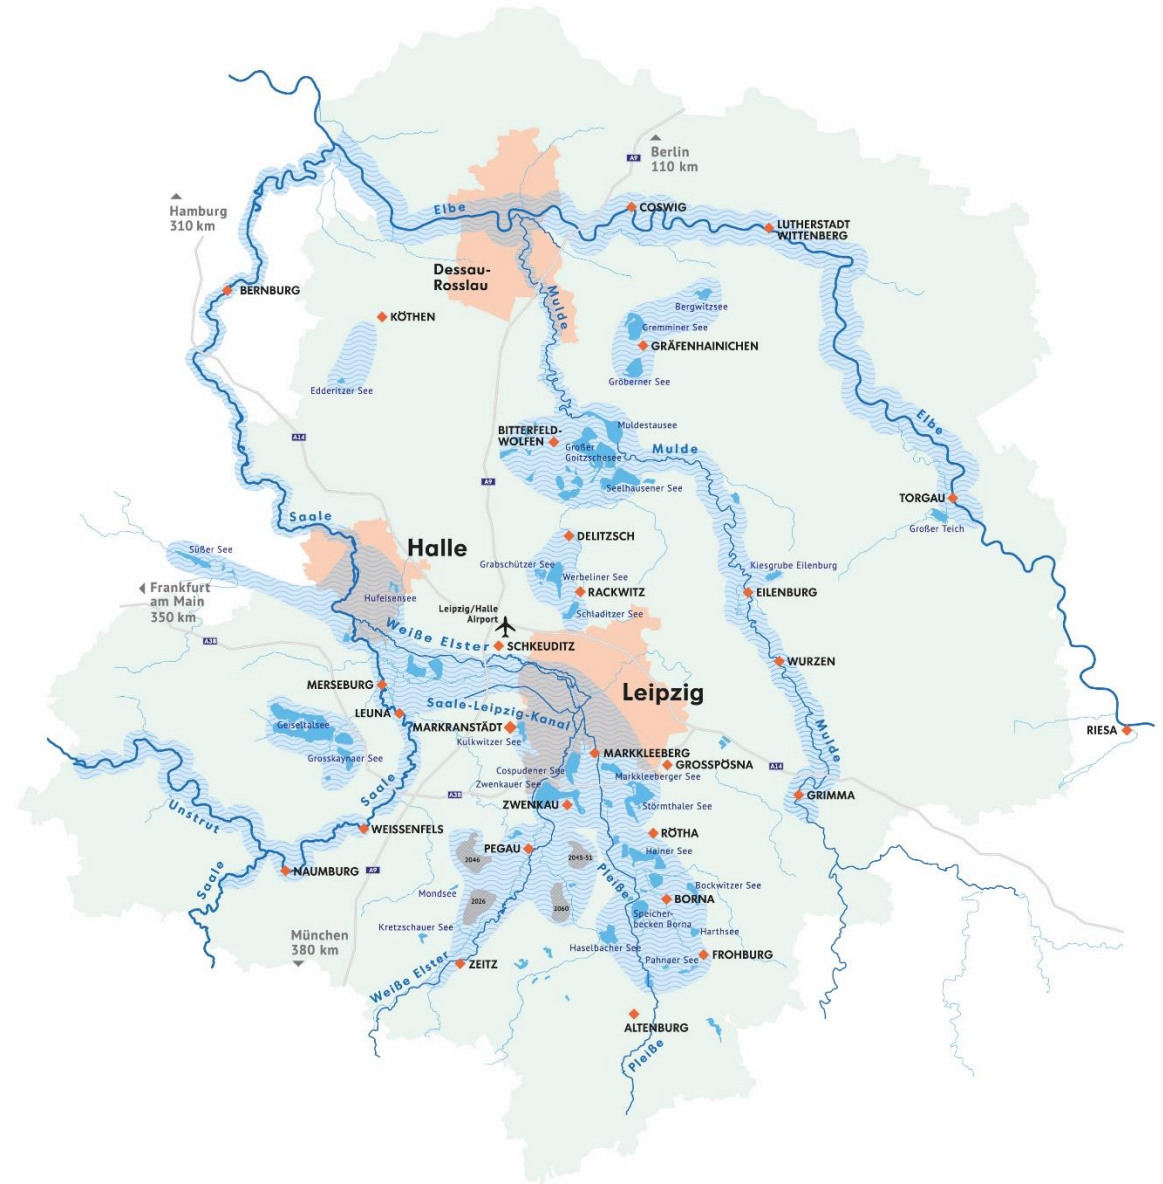 A9
Berlin
110 km
Hamburg
310 km
Elbe
COSWIG
LUTHERSTADT
WITTENBERG
Dessau-
Rosslau
BERNBURG
Mulde
Bergwitzsee
KÖTHEN
Gremminer See
GRÄFENHAINICHEN
Gröberner See
Edderitzer See
Elbe
Muldestausee
BITTERFELD-
WOLFEN
A14
Großer
Goitzschesee
Mulde
A9
Seelhausener See
TORGAU
Großer Teich
Saale
DELITZSCH
Halle
Süßer See
Grabschützer See
Kiesgrube Eilenburg
Werbeliner See
Frankfurt
am Main
350 km
RACKWITZ
EILENBURG
Hufeisensee
Leipzig/Halle
Airport
Schladitzer See
Weiße Elster
A38
SCHKEUDITZ
WURZEN
MERSEBURG
Leipzig
Saale-Leipzig-Kanal
LEUNA
Geiseltalsee
MARKRANSTÄDT
RIESA
Kulkwitzer See
Mulde
MARKKLEEBERG
Grosskaynaer See
GROSSPÖSNA
A14
Cospudener See
Markkleeberger See
Zwenkauer See
Saale
A38
GRIMMA
ZWENKAU
Störmthaler See
Unstrut
WEISSENFELS
RÖTHA
PEGAU
Hainer See
2046
2045-51
NAUMBURG
A9
Saale
Pleiße
Bockwitzer See
Mondsee
2026
BORNA
2060
Speicher-
becken Borna
Kretzschauer See
Harthsee
München
380 km
Haselbacher See
FROHBURG
Pahnaer See
ZEITZ
Weiße Elster
ALTENBURG
Pleiße